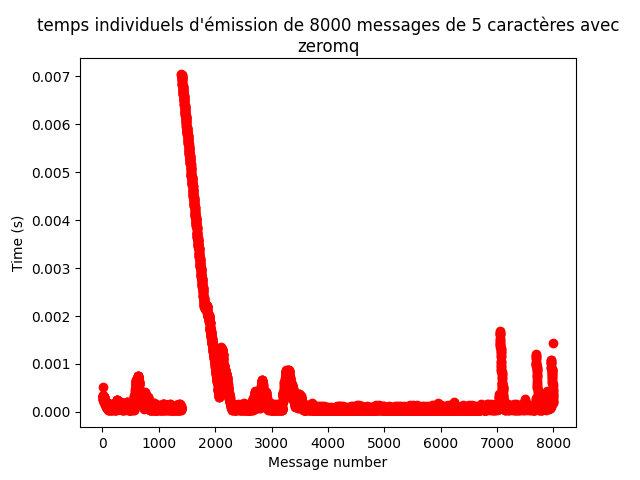 temps individuels d'émission de 8000 messages de 5 caractères avec
zeromq
0.007
0.006
0.005
0.004
0.003
0.002
0.001
0.000
Time (s)
0 1000 2000 3000 4000 5000 6000 7000 8000
Message number